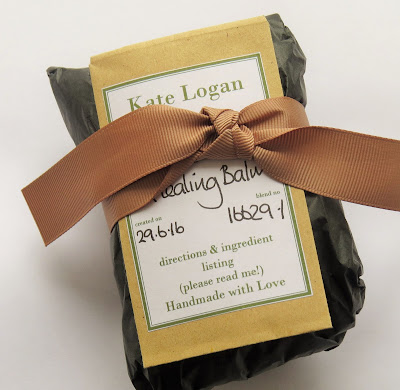 Kate Logan
Healing Balm
created on
blend no
29.6.16
16629.1
directions & ingredient
listing
(please read me!)
Handmade with Love